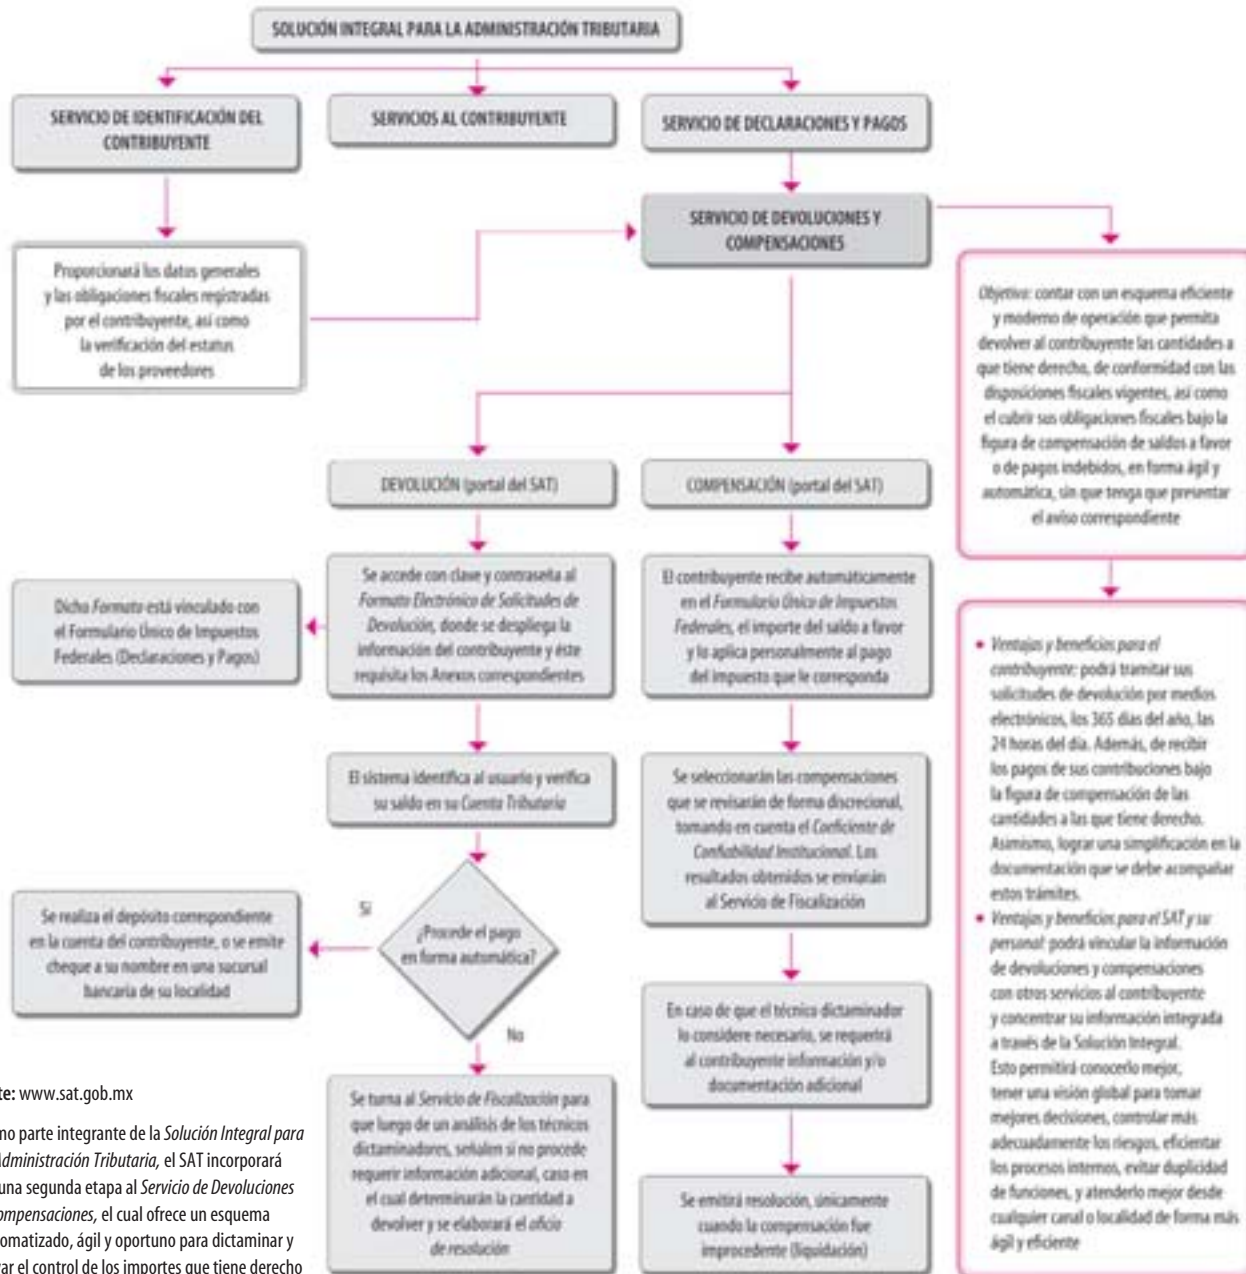 SOLUCIÓN INTEGRAL PARA LA ADMINISTRACIÓN TRIBUTARIA
SERVICIO DE IDENTIFICACIÓN DEL
CONTRIBUYENTE
SERVICIOS AL CONTRIBUYENTE
SERVICIO DE DECLARACIONES Y PAGOS
SERVICIO DE DEVOLUCIONES Y
COMPENSACIONES
Proporcionará los datos generales
y las obligaciones fiscales registradas
por el contribuyente, así como
la verificación del estatus
de los proveedores
Objetivo: contar con un esquema eficiente
y moderno de operación que permita
devolver al contribuyente las cantidades a
que tiene derecho, de conformidad con las
disposiciones fiscales vigentes, así como
el cubrir sus obligaciones fiscales bajo la
figura de compensación de saldos a favor
o de pagos indebidos, en forma ágil y
automática, sin que tenga que presentar
el aviso correspondiente
DEVOLUCIÓN (portal del SAT)
COMPENSACIÓN (portal del SAT)
Dicho Formato está vinculado con
el Formulario Único de Impuestos
Federales (Declaraciones y Pagos)
Se accede con clave y contraseña al
Formato Electrónico de Solicitudes de
Devolución, donde se despliega la
información del contribuyente y éste
requisita los Anexos correspondientes
El contribuyente recibe automáticamente
en el Formulario Único de Impuestos
Federales, el importe del saldo a favor
y lo aplica personalmente al pago
del impuesto que le corresponda
El sistema identifica al usuario y verifica
su saldo en su Cuenta Tributaria
Se seleccionarán las compensaciones
que se revisarán de forma discrecional,
tomando en cuenta el Coeficiente de
Confiabilidad Institucional. Los
resultados obtenidos se enviarán
al Servicio de Fiscalización
• Ventajas y beneficios para el
contribuyente: podrá tramitar sus
solicitudes de devolución por medios
electrónicos, los 365 días del año, las
24 horas del día. Además, de recibir
los pagos de sus contribuciones bajo
la figura de compensación de las
cantidades a las que tiene derecho.
Asimismo, lograr una simplificación en la
documentación que se debe acompañar
estos trámites.
• Ventajas y beneficios para el SAT y su
personal: podrá vincular la información
de devoluciones y compensaciones
con otros servicios al contribuyente
y concentrar su información integrada
a través de la Solución Integral.
Esto permitirá conocerlo mejor,
tener una visión global para tomar
mejores decisiones, controlar más
adecuadamente los riesgos, eficientar
los procesos internos, evitar duplicidad
de funciones, y atenderlo mejor desde
cualquier canal o localidad de forma más
ágil y eficiente
Sí
¿Procede el pago
en forma automática?
No
Se realiza el depósito correspondiente
en la cuenta del contribuyente, o se emite
cheque a su nombre en una sucursal
bancaria de su localidad
En caso de que el técnico dictaminador
lo considere necesario, se requerirá
al contribuyente información y/o
documentación adicional
Se turna al Servicio de Fiscalización para
que luego de un análisis de los técnicos
dictaminadores, señalen si no procede
requerir información adicional, caso en
el cual determinarán la cantidad a
devolver y se elaborará el oficio
de resolución
Se emitirá resolución, únicamente
cuando la compensación fue
improcedente (liquidación)
te: www.sat.gob.mx
mo parte integrante de la Solución Integral para
dministración Tributaria, el SAT incorporará
una segunda etapa al Servicio de Devoluciones
ompensaciones, el cual ofrece un esquema
omatizado, ágil y oportuno para dictaminar y
ar el control de los importes que tiene derecho